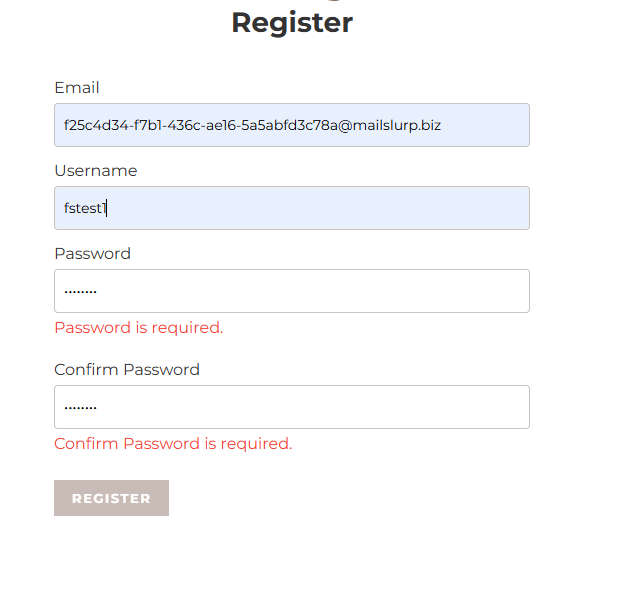 Register
Email
f25c4d34-f7b1-436c-ae16-5a5abfd3c78a@mailslurp.biz
Username
fstest1
Password
........
Password is required.
Confirm Password
........
Confirm Password is required.
REGISTER